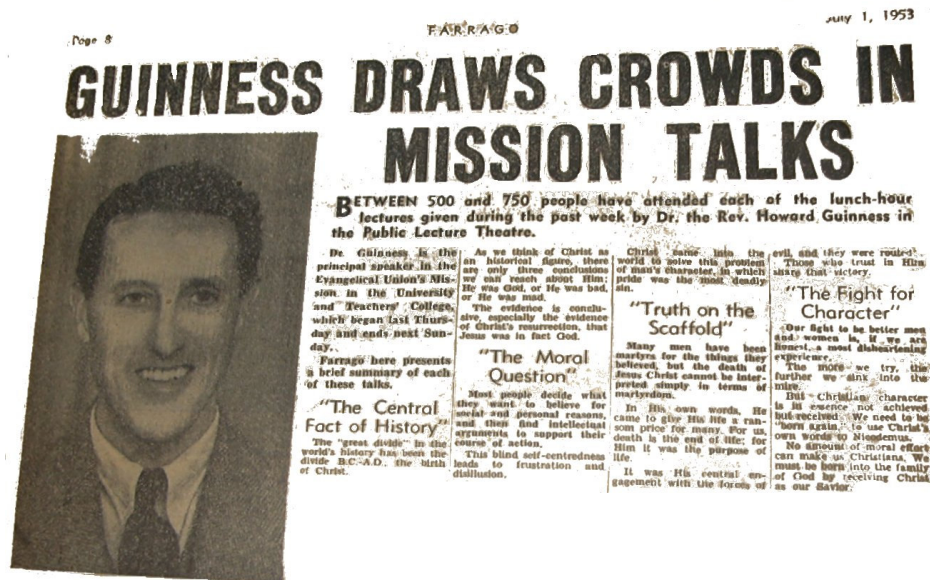 Page 8
FARRAGO
July 1, 1953
GUINNESS DRAWS CROWDS IN
MISSION TALKS
BETWEEN 500 and 750 people have attended each of the lunch-hour
lectures given during the past week by Dr. the Rev. Howard Guinness in
the Public Lecture Theatre.
Dr. Guinness is the
principal speaker in the
Evangelical Union's Mis-
sion in the University
and Teachers' College,
which began last Thurs-
day and ends next Sun-
day.
Farrago here presents
a brief summary of each
of these talks.
"The Central
Fact of History"
The "great divide" in the
world's history has been the
divide B.C.-A.D., the birth
of Christ.
As we think of Christ as
an historical figure, there
are only three conclusions
we can reach about Him:
He was God, or He was bad,
or He was mad.
The evidence is conclu-
sive, especially the evidence
of Christ's resurrection, that
Jesus was in fact God.
"The Moral
Question"
Most people decide what
they want to believe for
social and personal reasons
and then find intellectual
arguments to support their
course of action.
This blind self-centredness
leads to frustration and
disillusion.
Christ came into the
world to solve this problem
of man's character, in which
pride was the most deadly
sin.
"Truth on the
Scaffold"
Many men have been
martyrs for the things they
believed, but the death of
Jesus Christ cannot be inter-
preted simply in terms of
martyrdom.
In His own words, He
came to give His life a ran-
som price for many. For us,
death is the end of life; for
Him it was the purpose of
life.
It was His central en-
gagement with the forces of
evil, and they were routed.
Those who trust in Him
share that victory.
"The Fight for
Character"
Our fight to be better men
and women is, if we are
honest, a most disheartening
experience.
The more we try, the
further we sink into the
mire.
But Christian character
is in essence not achieved
but received. We need to be
"born again," to use Christ's
own words to Nicodemus.
No amount of moral effort
can make us Christians. We
must be born into the family
of God by receiving Christ
as our Savior.